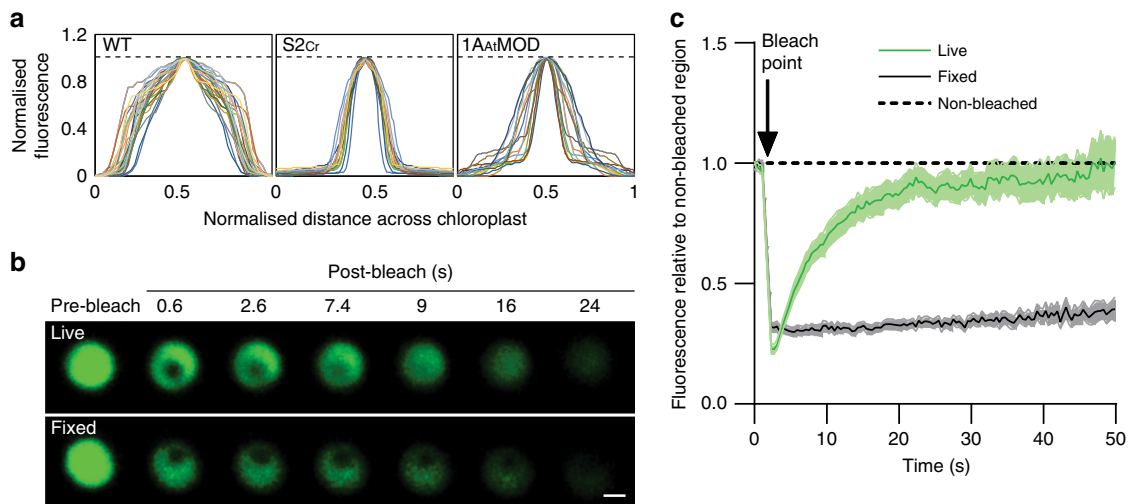 a
WT
S2Cr
1AAtMOD
Normalised fluorescence
1.2
0.8
0.4
0
0
0.5
0
0.5
0
0.5
1
Normalised distance across chloroplast
b
Post-bleach (s)
Pre-bleach 0.6 2.6 7.4 9 16 24
Live
Fixed
c
Bleach point
Live
Fixed
Non-bleached
Fluorescence relative to non-bleached region
1.5
1.0
0.5
0.0
0 10 20 30 40 50
Time (s)